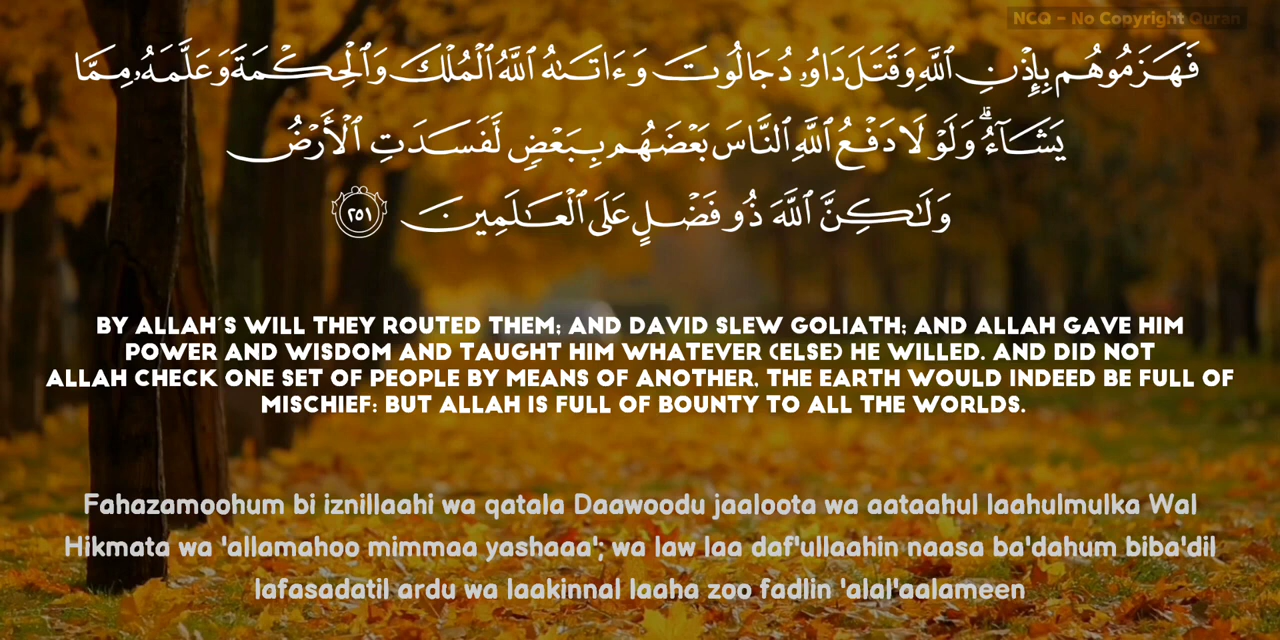 NCQ - No Copyright Quran
فَهَزَمُوهُم بِإِذْنِ ٱللَّهِ وَقَتَلَ دَاوُۥدُ جَالُوتَ وَءَاتَىٰهُ ٱللَّهُ ٱلْمُلْكَ وَٱلْحِكْمَةَ وَعَلَّمَهُۥ مِمَّا
يَشَآءُ ۗ وَلَوْلَا دَفْعُ ٱللَّهِ ٱلنَّاسَ بَعْضَهُم بِبَعْضٍ لَّفَسَدَتِ ٱلْأَرْضُ
وَلَٰكِنَّ ٱللَّهَ ذُو فَضْلٍ عَلَى ٱلْعَٰلَمِينَ ٢٥١
BY ALLAH'S WILL THEY ROUTED THEM; AND DAVID SLEW GOLIATH; AND ALLAH GAVE HIM
POWER AND WISDOM AND TAUGHT HIM WHATEVER (ELSE) HE WILLED. AND DID NOT
ALLAH CHECK ONE SET OF PEOPLE BY MEANS OF ANOTHER, THE EARTH WOULD INDEED BE FULL OF
MISCHIEF: BUT ALLAH IS FULL OF BOUNTY TO ALL THE WORLDS.
Fahazamoohum bi iznillaahi wa qatala Daawoodu jaaloota wa aataahul laahulmulka Wal
Hikmata wa 'allamahoo mimmaa yashaaa'; wa law laa daf'ullaahin naasa ba'dahum biba'dil
lafasadatil ardu wa laakinnal laaha zoo fadlin 'alal'aalameen